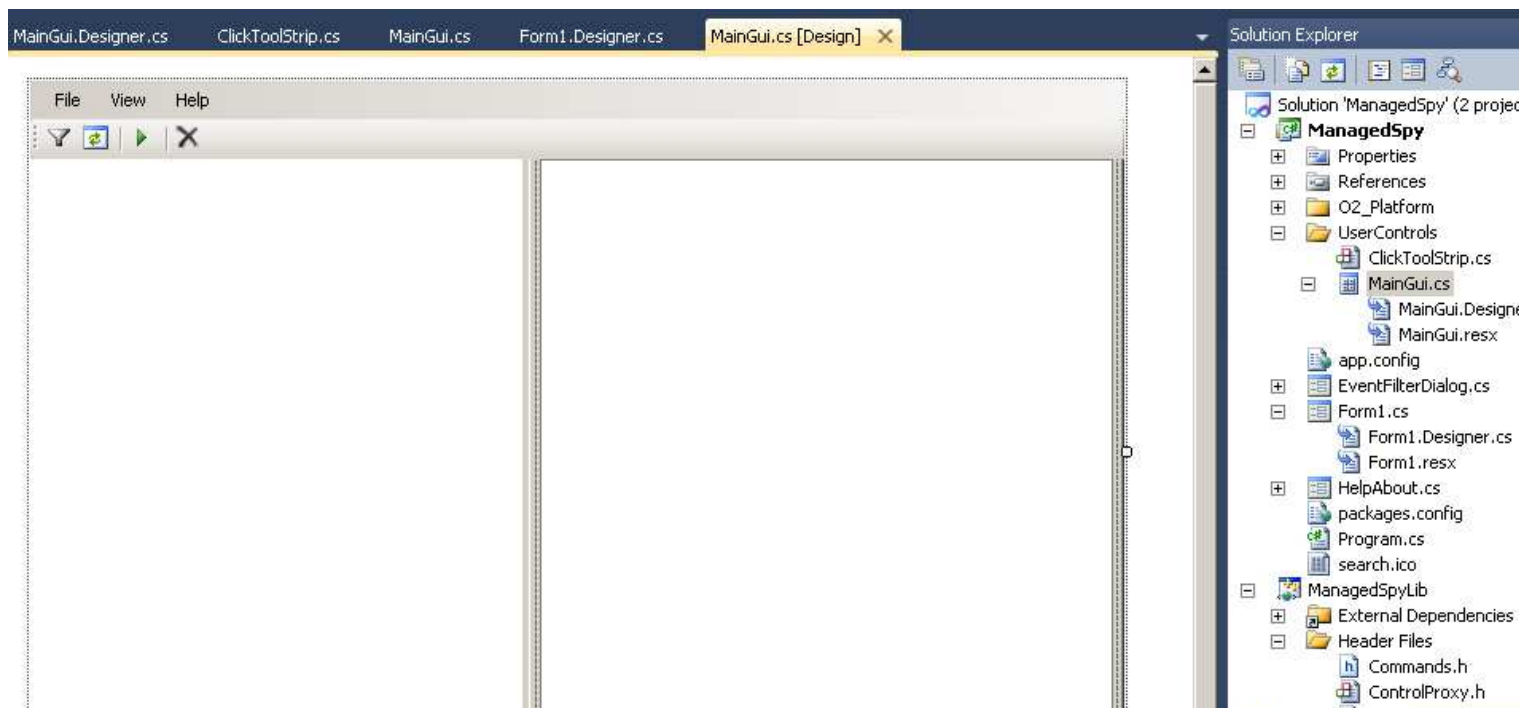 MainGui.Designer.cs ClickToolStrip.cs MainGui.cs Form1.Designer.cs MainGui.cs [Design]
File View Help
Solution Explorer
Solution 'ManagedSpy' (2 projec
ManagedSpy
Properties
References
O2_Platform
UserControls
ClickToolStrip.cs
MainGui.cs
MainGui.Designe
MainGui.resx
app.config
EventFilterDialog.cs
Form1.cs
Form1.Designer.cs
Form1.resx
HelpAbout.cs
packages.config
Program.cs
search.ico
ManagedSpyLib
External Dependencies
Header Files
Commands.h
ControlProxy.h